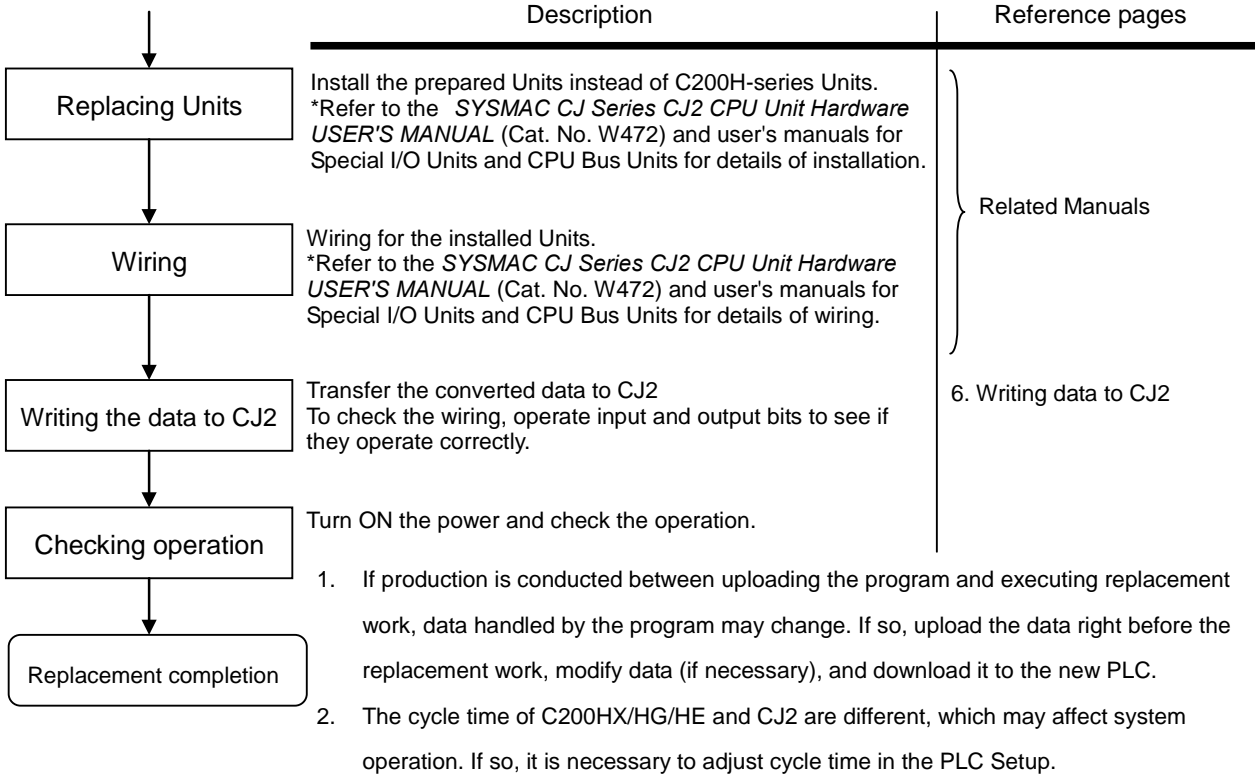 Description
Reference pages
Replacing Units
Install the prepared Units instead of C200H-series Units.
*Refer to the SYSMAC CJ Series CJ2 CPU Unit Hardware
USER'S MANUAL (Cat. No. W472) and user's manuals for
Special I/O Units and CPU Bus Units for details of installation.
Related Manuals
Wiring
Wiring for the installed Units.
*Refer to the SYSMAC CJ Series CJ2 CPU Unit Hardware
USER'S MANUAL (Cat. No. W472) and user's manuals for
Special I/O Units and CPU Bus Units for details of wiring.
Writing the data to CJ2
Transfer the converted data to CJ2
To check the wiring, operate input and output bits to see if
they operate correctly.
6. Writing data to CJ2
Checking operation
Turn ON the power and check the operation.
Replacement completion
1. If production is conducted between uploading the program and executing replacement
work, data handled by the program may change. If so, upload the data right before the
replacement work, modify data (if necessary), and download it to the new PLC.
2. The cycle time of C200HX/HG/HE and CJ2 are different, which may affect system
operation. If so, it is necessary to adjust cycle time in the PLC Setup.